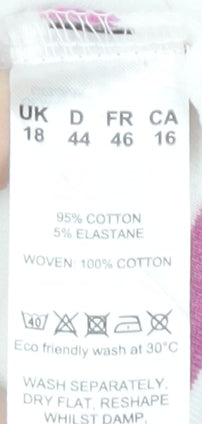 UK D FR CA
18 44 46 16
95% COTTON
5% ELASTANE
WOVEN: 100% COTTON
40
Eco friendly wash at 30°C
WASH SEPARATELY,
DRY FLAT, RESHAPE
WHILST DAMP,